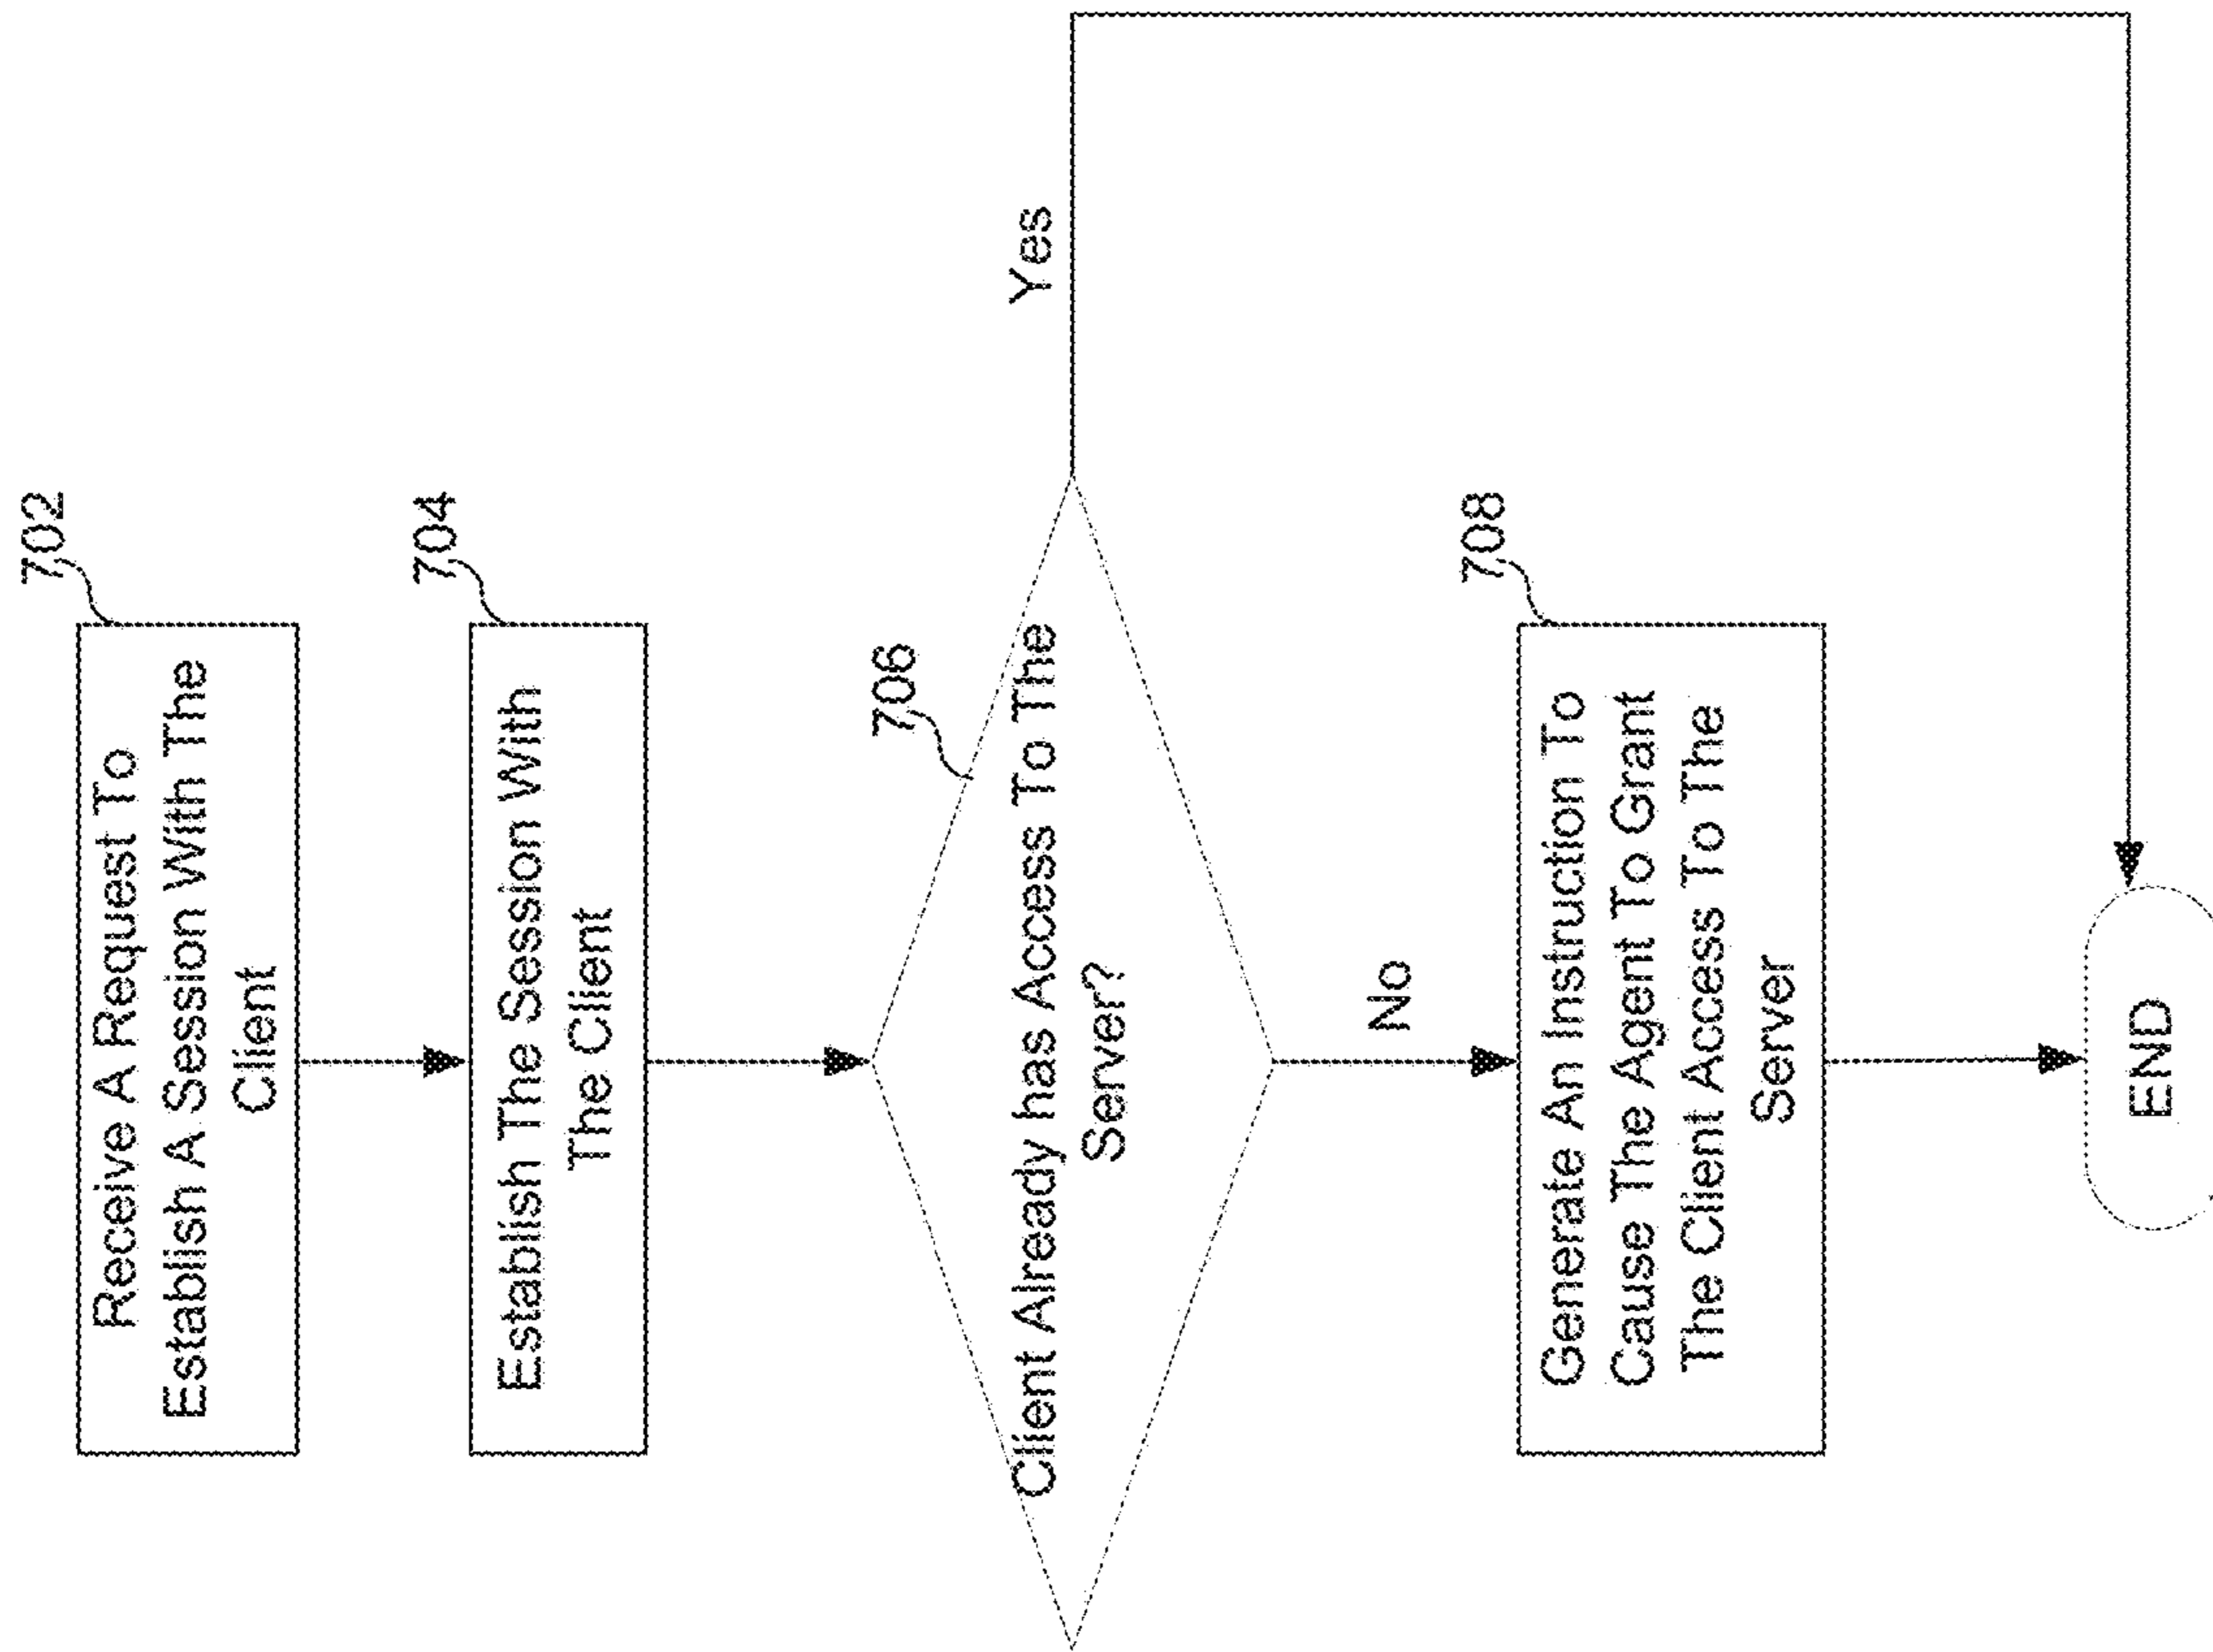 702
Receive A Request To
Establish A Session With The
Client
704
Establish The Session With
The Client
706
Client Already has Access To The
Server?
Yes
No
708
Generate An Instruction To
Cause The Agent To Grant
The Client Access To The
Server
END